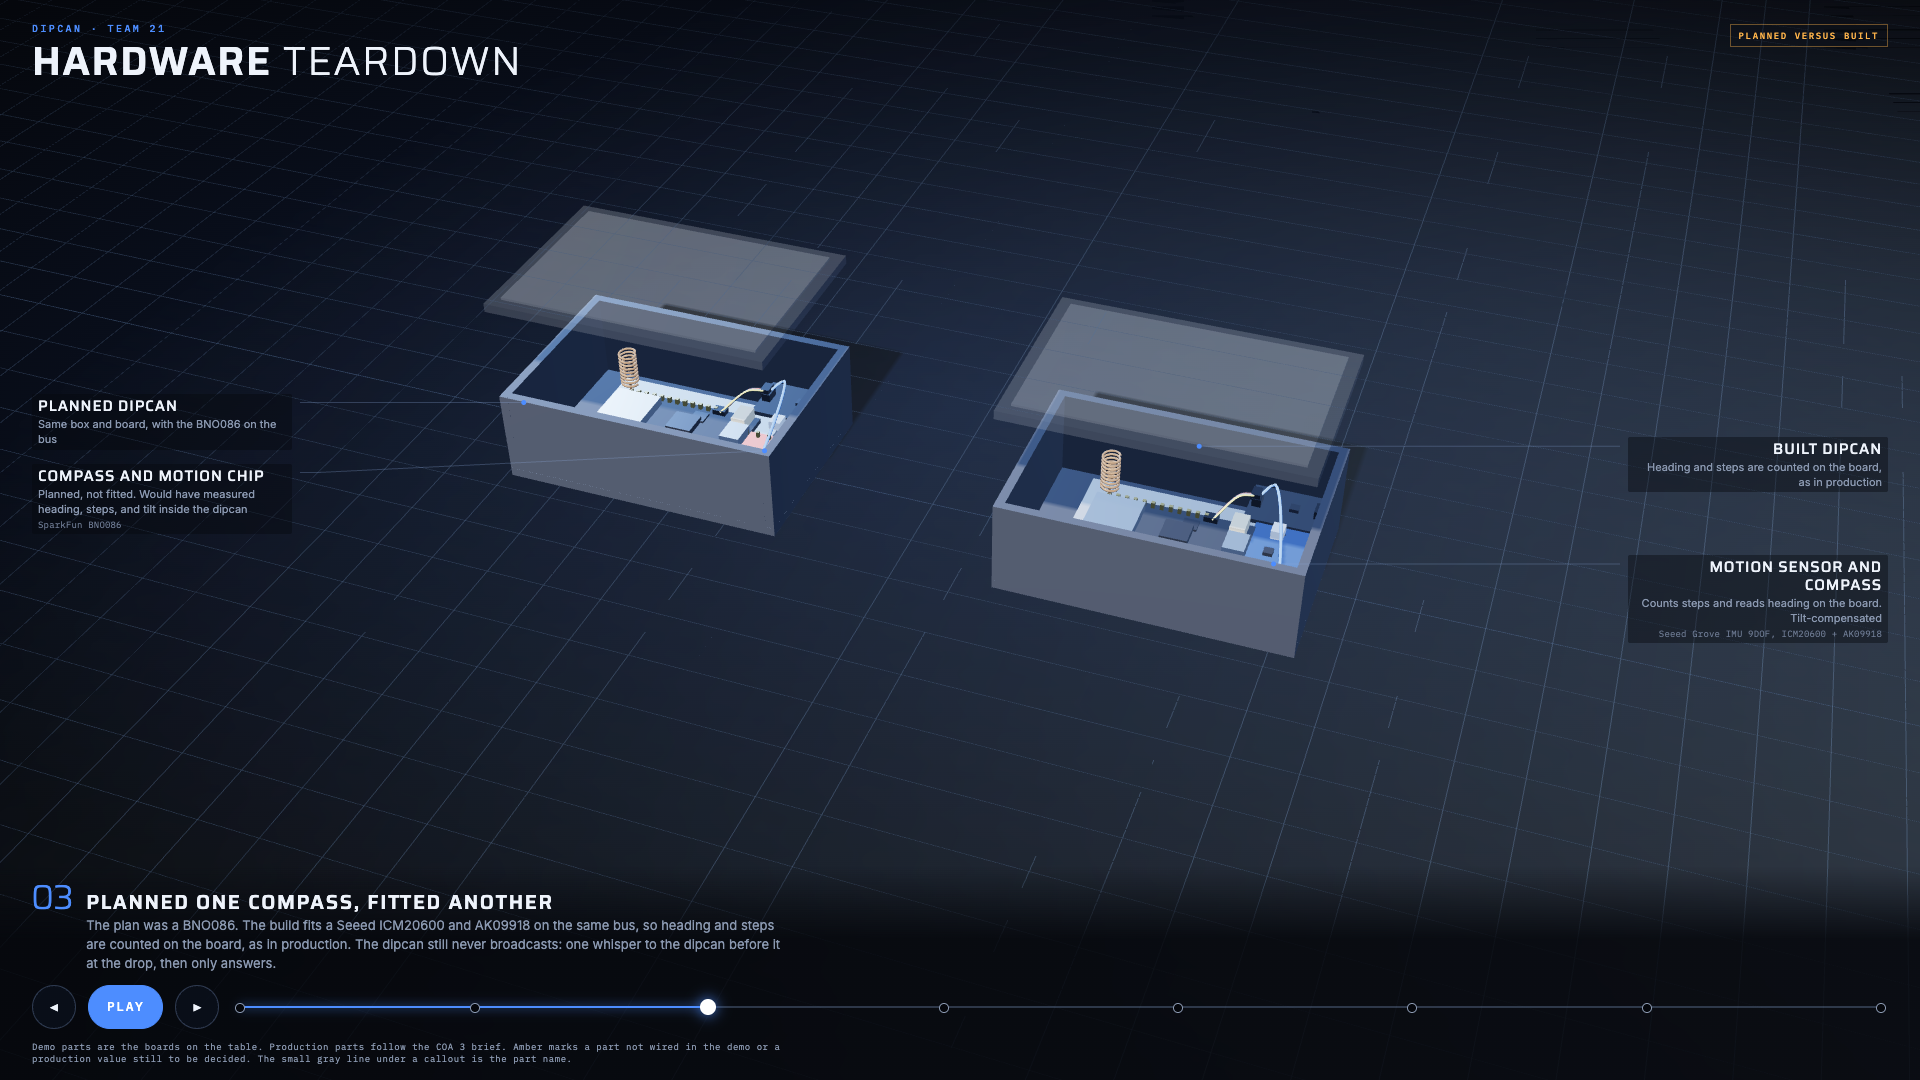 DIPCAN · TEAM 21
HARDWARE TEARDOWN
PLANNED VERSUS BUILT
PLANNED DIPCAN
Same box and board, with the BNO086 on the
bus
COMPASS AND MOTION CHIP
Planned, not fitted. Would have measured
heading, steps, and tilt inside the dipcan
SparkFun BNO086
BUILT DIPCAN
Heading and steps are counted on the board,
as in production
MOTION SENSOR AND
COMPASS
Counts steps and reads heading on the board.
Tilt-compensated
Seeed Grove IMU 9DOF, ICM20600 + AK09918
03 PLANNED ONE COMPASS, FITTED ANOTHER
The plan was a BNO086. The build fits a Seeed ICM20600 and AK09918 on the same bus, so heading and steps
are counted on the board, as in production. The dipcan still never broadcasts: one whisper to the dipcan before it
at the drop, then only answers.
◄ PLAY ►
Demo parts are the boards on the table. Production parts follow the COA 3 brief. Amber marks a part not wired in the demo or a
production value still to be decided. The small gray line under a callout is the part name.